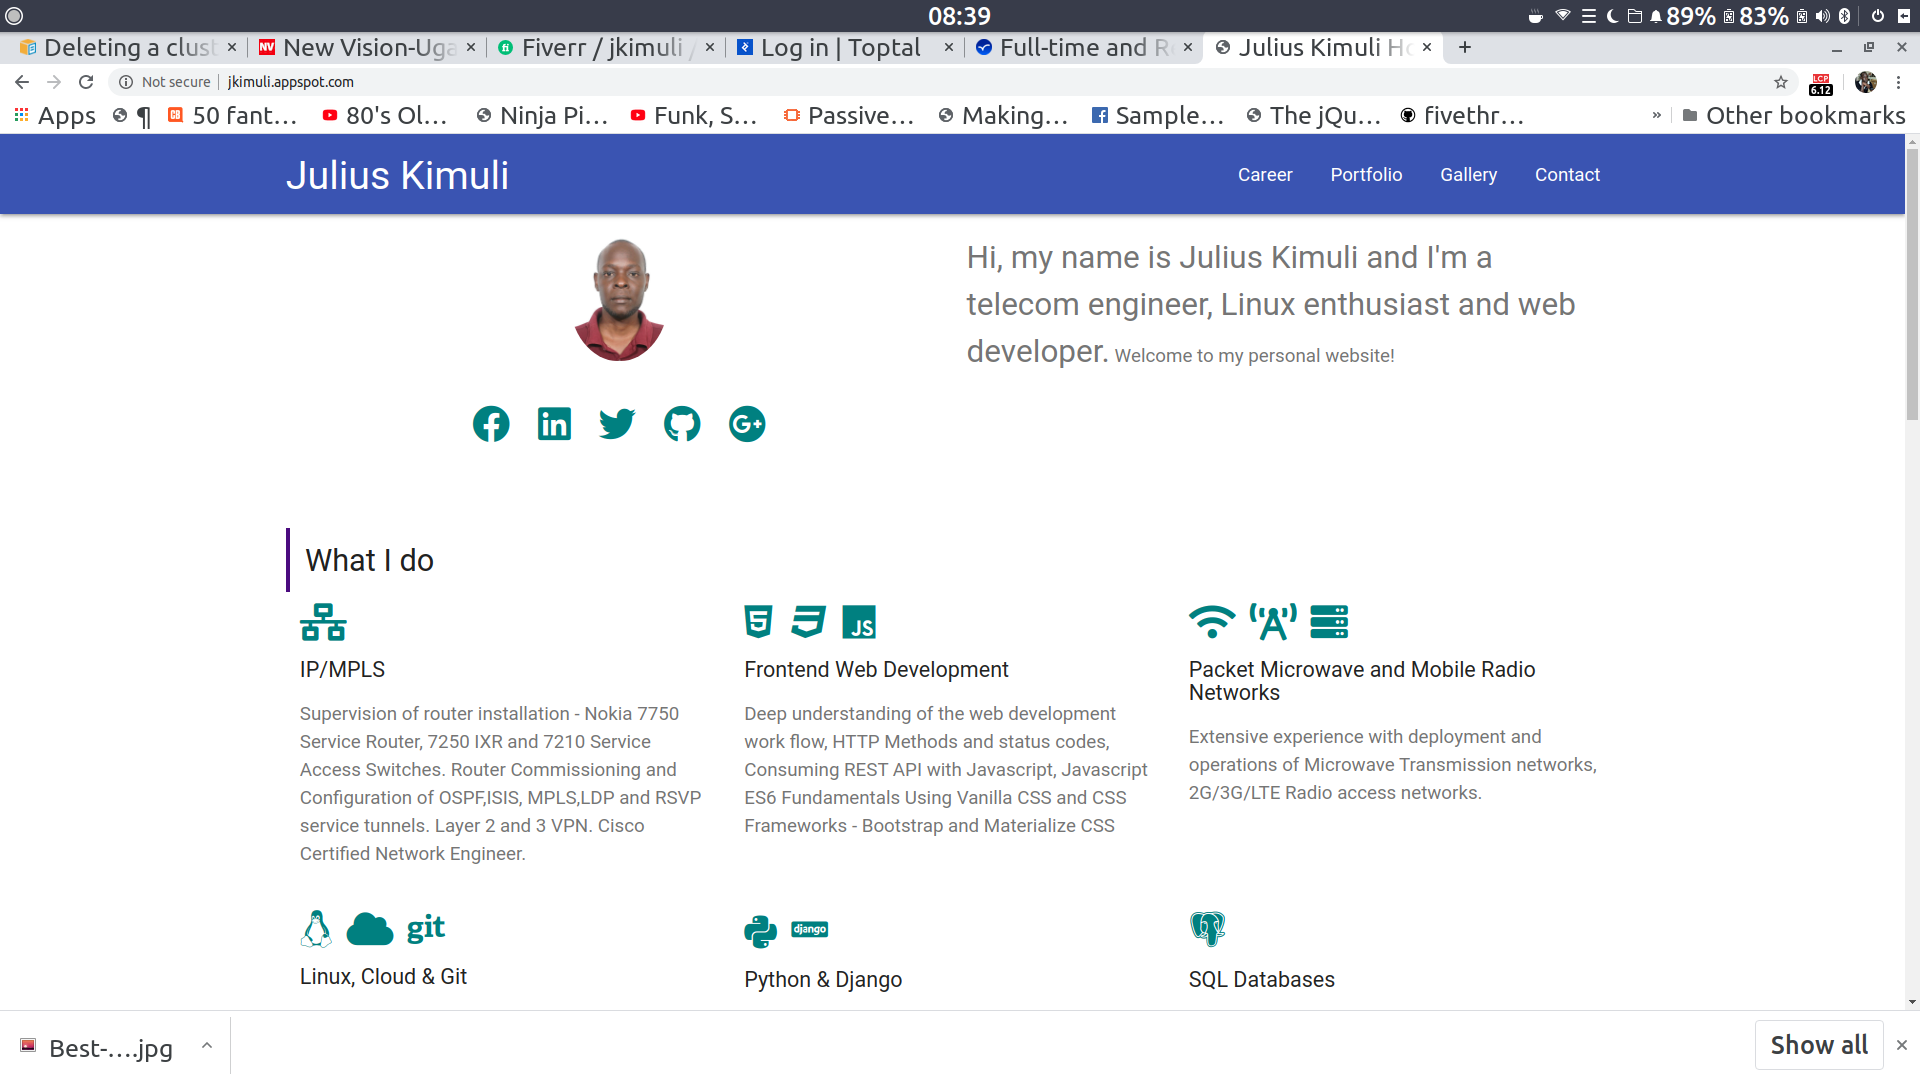 08:39
89% 83%
Deleting a clust
New Vision-Uga
Fiverr / jkimuli /
Log in | Toptal
Full-time and R
Julius Kimuli Ho
Not secure | jkimuli.appspot.com
LCP
6.12
Apps
¶
50 fant...
80's Ol...
Ninja Pi...
Funk, S...
Passive...
Making...
Sample...
The jQu...
fivethr...
»
Other bookmarks
Julius Kimuli
Career
Portfolio
Gallery
Contact
Hi, my name is Julius Kimuli and I'm a
telecom engineer, Linux enthusiast and web
developer. Welcome to my personal website!
What I do
IP/MPLS
Supervision of router installation - Nokia 7750
Service Router, 7250 IXR and 7210 Service
Access Switches. Router Commissioning and
Configuration of OSPF,ISIS, MPLS,LDP and RSVP
service tunnels. Layer 2 and 3 VPN. Cisco
Certified Network Engineer.
JS
Frontend Web Development
Deep understanding of the web development
work flow, HTTP Methods and status codes,
Consuming REST API with Javascript, Javascript
ES6 Fundamentals Using Vanilla CSS and CSS
Frameworks - Bootstrap and Materialize CSS
Packet Microwave and Mobile Radio
Networks
Extensive experience with deployment and
operations of Microwave Transmission networks,
2G/3G/LTE Radio access networks.
git
Linux, Cloud & Git
django
Python & Django
SQL Databases
Best-....jpg
Show all